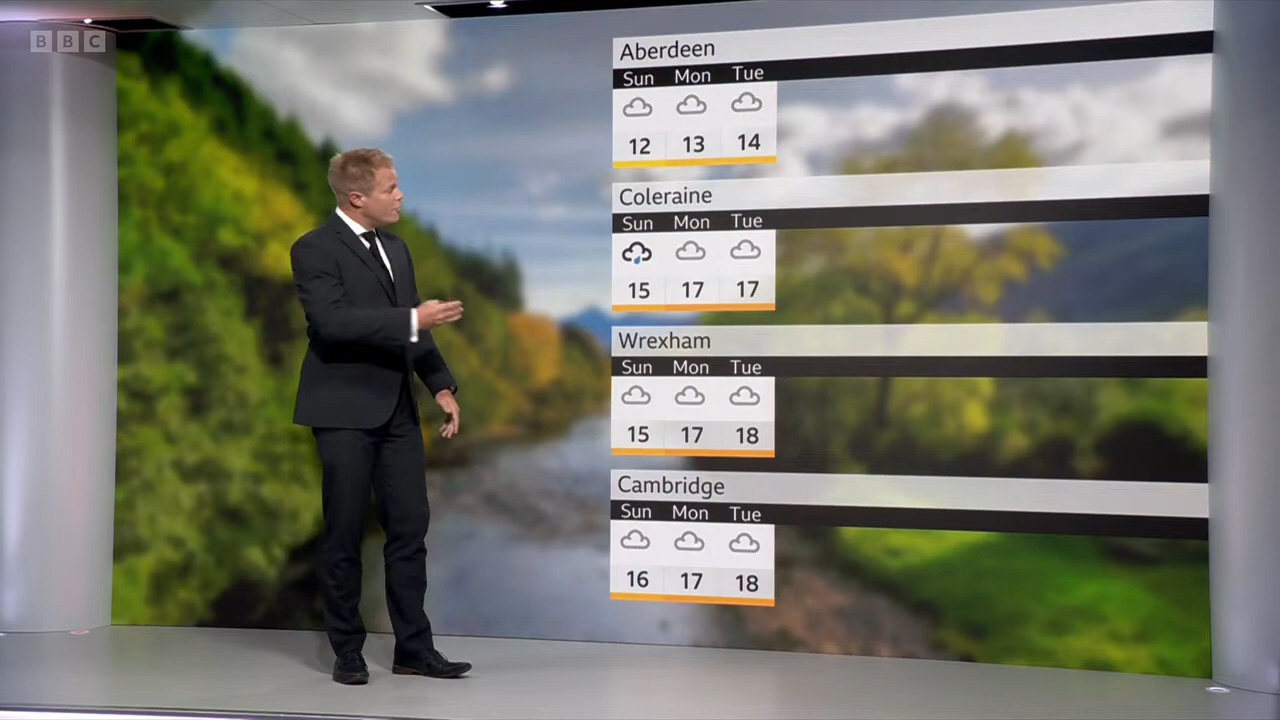 BBC
Aberdeen
Sun Mon Tue
12 13 14
Coleraine
Sun Mon Tue
15 17 17
Wrexham
Sun Mon Tue
15 17 18
Cambridge
Sun Mon Tue
16 17 18